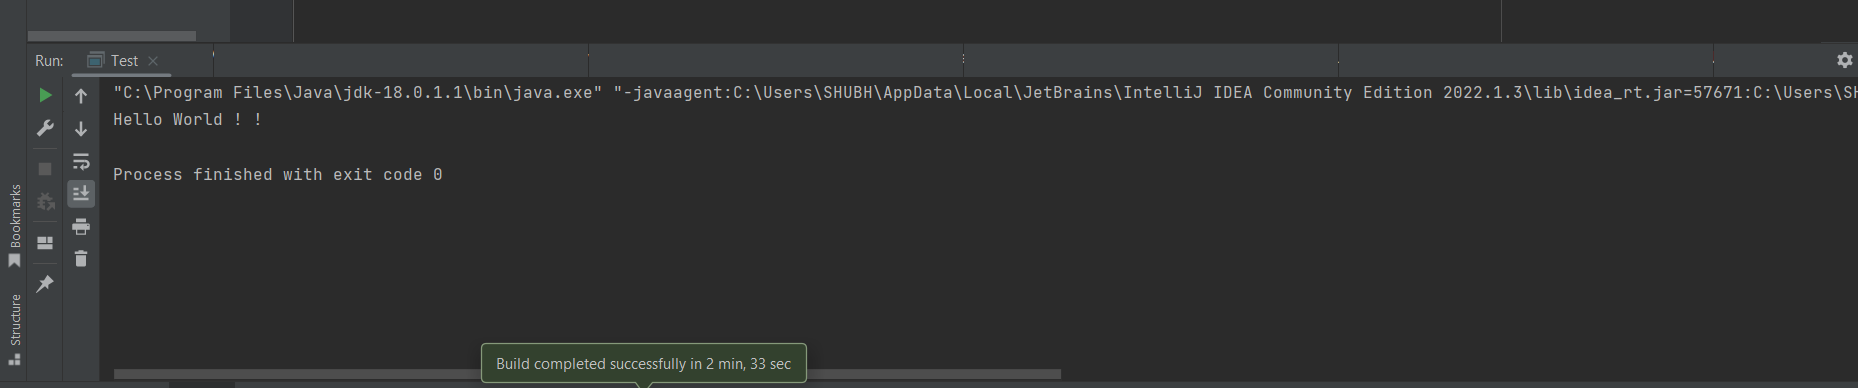 Run: Test
"C:\Program Files\Java\jdk-18.0.1.1\bin\java.exe" "-javaagent:C:\Users\SHUBH\AppData\Local\JetBrains\IntelliJ IDEA Community Edition 2022.1.3\lib\idea_rt.jar=57671:C:\Users\SH
Hello World ! !
Process finished with exit code 0
Bookmarks
Structure
Build completed successfully in 2 min, 33 sec